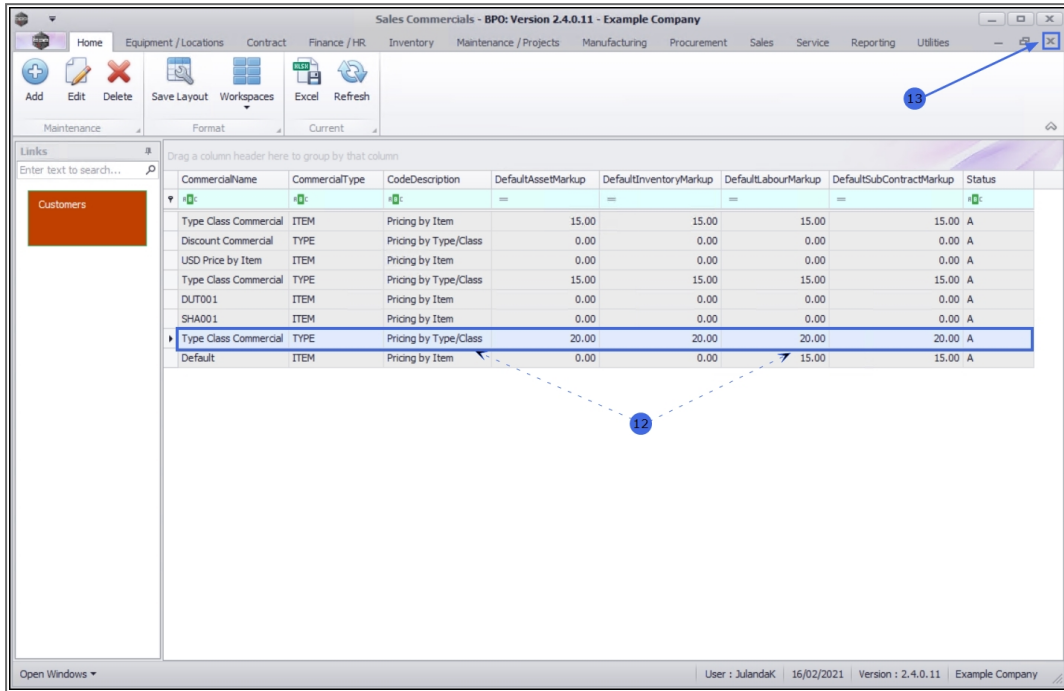 Sales Commercials - BPO: Version 2.4.0.11 - Example Company
Home Equipment / Locations Contract Finance / HR Inventory Maintenance / Projects Manufacturing Procurement Sales Service Reporting Utilities
13
Add Edit Delete Save Layout Workspaces Excel Refresh
Maintenance Format Current
Links
Drag a column header here to group by that column
Enter text to search...
CommercialName CommercialType CodeDescription DefaultAssetMarkup DefaultInventoryMarkup DefaultLabourMarkup DefaultSubContractMarkup Status
= = = =
Customers
Type Class Commercial ITEM Pricing by Item 15.00 15.00 15.00 15.00 A
Discount Commercial TYPE Pricing by Type/Class 0.00 0.00 0.00 0.00 A
USD Price by Item ITEM Pricing by Item 0.00 0.00 0.00 0.00 A
Type Class Commercial TYPE Pricing by Type/Class 15.00 15.00 15.00 15.00 A
DUT001 ITEM Pricing by Item 0.00 0.00 0.00 0.00 A
SHA001 ITEM Pricing by Item 0.00 0.00 0.00 0.00 A
Type Class Commercial TYPE Pricing by Type/Class 20.00 20.00 20.00 20.00 A
Default ITEM Pricing by Item 0.00 0.00 15.00 15.00 A
12
Open Windows User : JulandaK 16/02/2021 Version : 2.4.0.11 Example Company